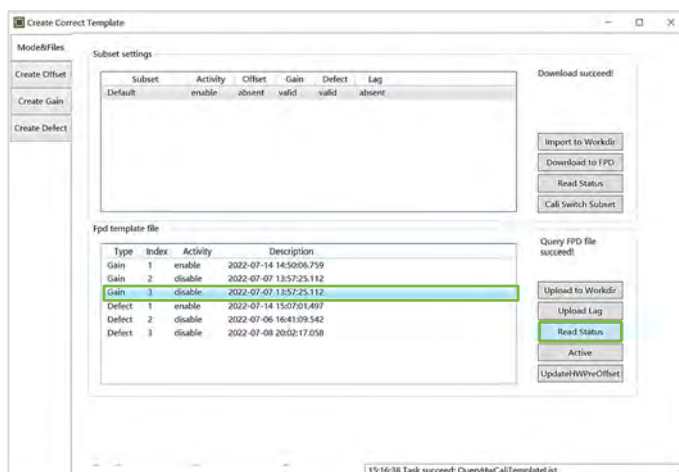 Create Correct Template
Mode&Files
Create Offset
Create Gain
Create Defect
Subset settings
Subset Activity Offset Gain Defect Lag
Default enable absent valid valid absent
Download succeed!
Import to Workdir
Download to FPD
Read Status
Cali Switch Subset
Fpd template file
Type Index Activity Description
Gain 1 enable 2022-07-14 14:50:06.759
Gain 2 disable 2022-07-07 13:57:25.112
Gain 3 disable 2022-07-07 13:57:25.112
Defect 1 enable 2022-07-14 15:07:01.497
Defect 2 disable 2022-07-06 16:41:09.542
Defect 3 disable 2022-07-08 20:02:17.058
Query FPD file
succeed!
Upload to Workdir
Upload Lag
Read Status
Active
UpdateHWPreOffset
15:16:38 Task succeed: QueryHwCaliTemplateList